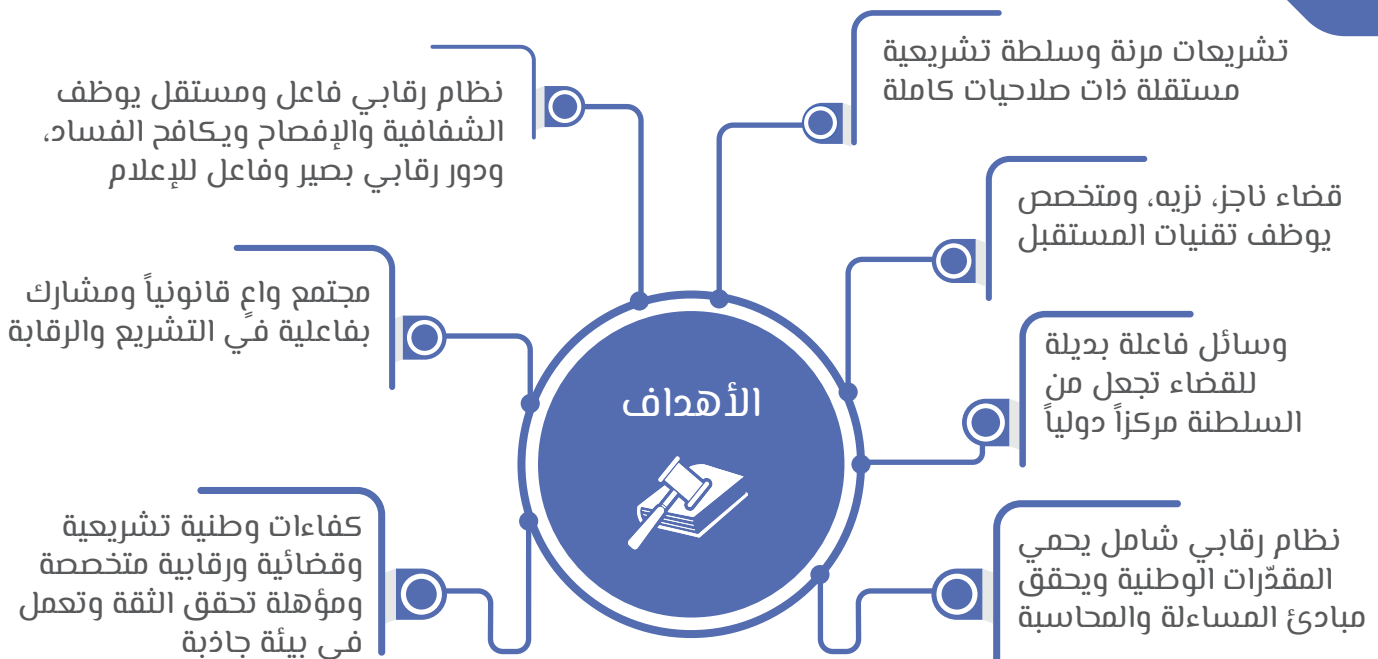 تشريعات مرنة وسلطة تشريعية
مستقلة ذات صلاحيات كاملة
قضاء ناجز، نزيه، ومتخصص
يوظف تقنيات المستقبل
وسائل فاعلة بديلة
للقضاء تجعل من
السلطنة مركزاً دولياً
نظام رقابي شامل يحمي
المقدّرات الوطنية ويحقق
مبادئ المساءلة والمحاسبة
الأهداف
نظام رقابي فاعل ومستقل يوظف
الشفافية والإفصاح ويكافح الفساد،
ودور رقابي بصير وفاعل للإعلام
مجتمع واعٍ قانونياً ومشارك
بفاعلية في التشريع والرقابة
كفاءات وطنية تشريعية
وقضائية ورقابية متخصصة
ومؤهلة تحقق الثقة وتعمل
في بيئة جاذبة